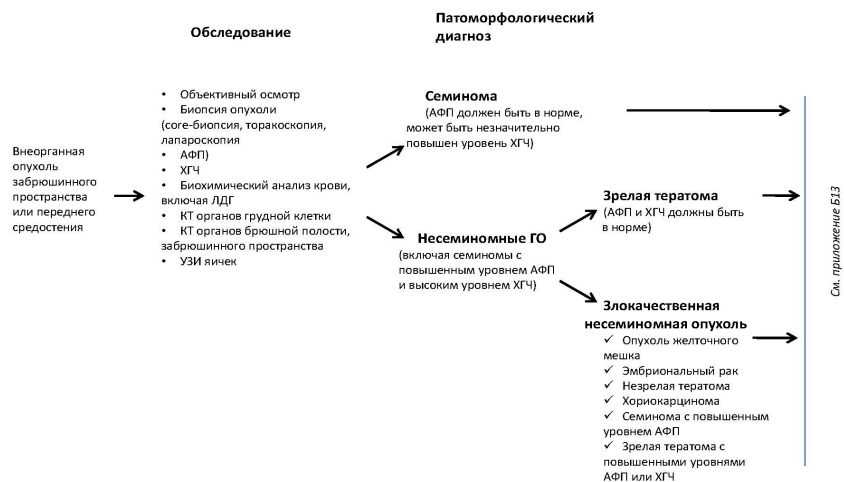 Обследование
Патоморфологический
диагноз
Внеорганная
опухоль
забрюшинного
пространства
или переднего
средостения
• Объективный осмотр
• Биопсия опухоли
(core-биопсия, торакоскопия,
лапароскопия
• АФП)
• ХГЧ
• Биохимический анализ крови,
включая ЛДГ
• КТ органов грудной клетки
• КТ органов брюшной полости,
забрюшинного пространства
• УЗИ яичек
Семинома
(АФП должен быть в норме,
может быть незначительно
повышен уровень ХГЧ)
Несеминомные ГО
(включая семиномы с
повышенным уровнем АФП
и высоким уровнем ХГЧ)
Зрелая тератома
(АФП и ХГЧ должны быть
в норме)
Злокачественная
несеминомная опухоль
✓ Опухоль желточного
мешка
✓ Эмбриональный рак
✓ Незрелая тератома
✓ Хориокарцинома
✓ Семинома с повышенным
уровнем АФП
✓ Зрелая тератома с
повышенными уровнями
АФП или ХГЧ
См. приложение Б13